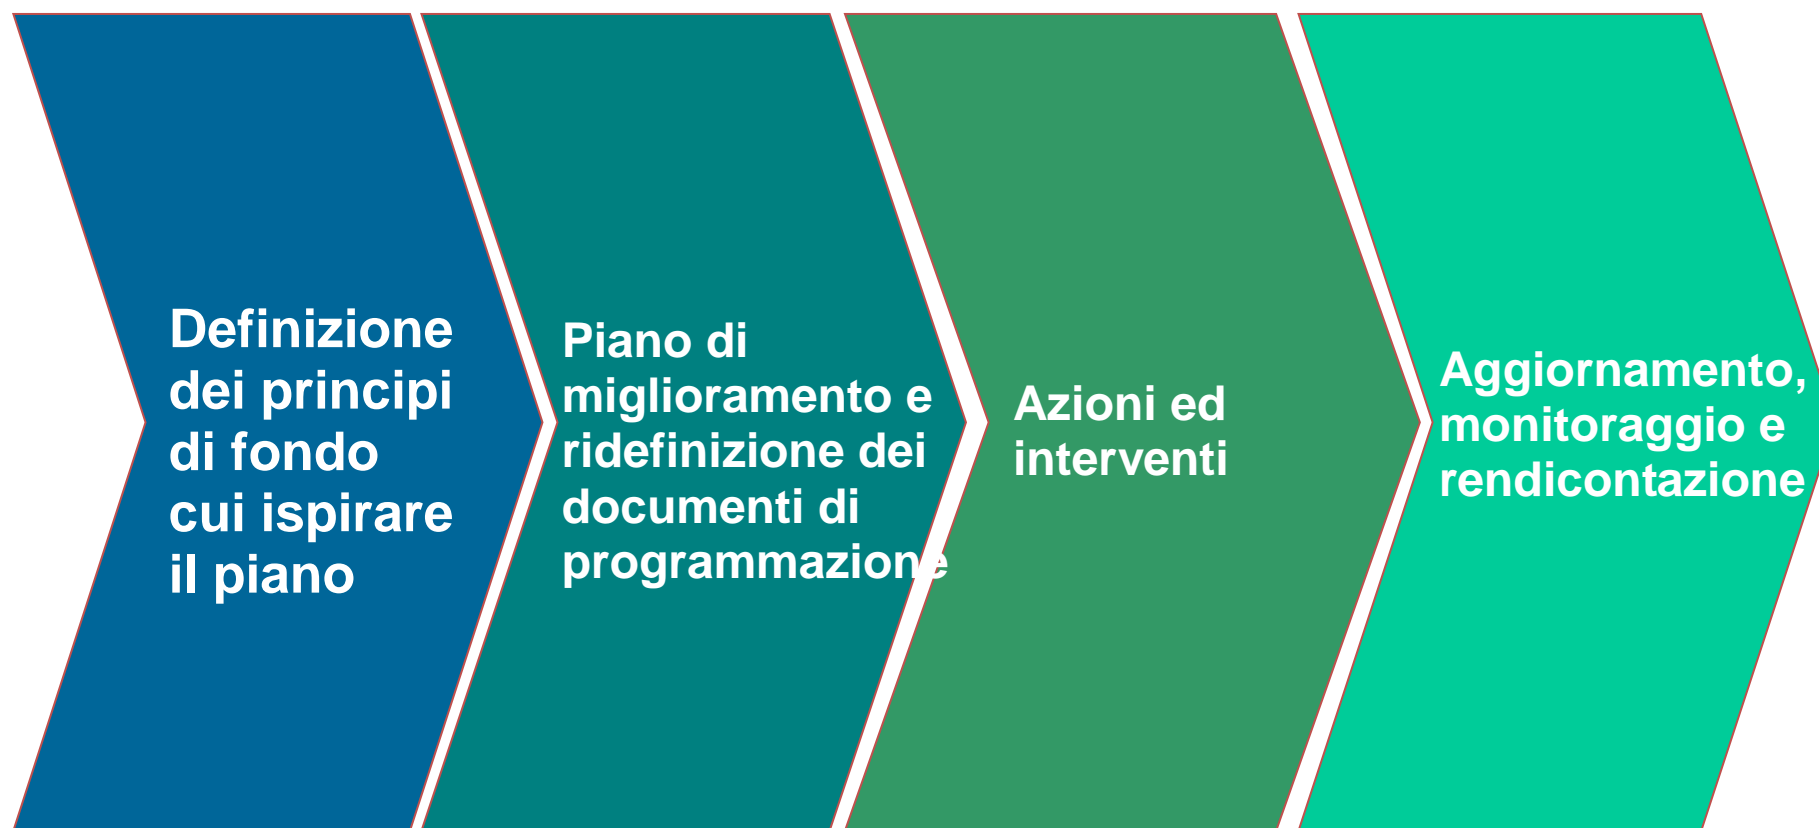 Definizione
dei principi
di fondo
cui ispirare
il piano
Piano di
miglioramento e
ridefinizione dei
documenti di
programmazione
Azioni ed
interventi
Aggiornamento,
monitoraggio e
rendicontazione